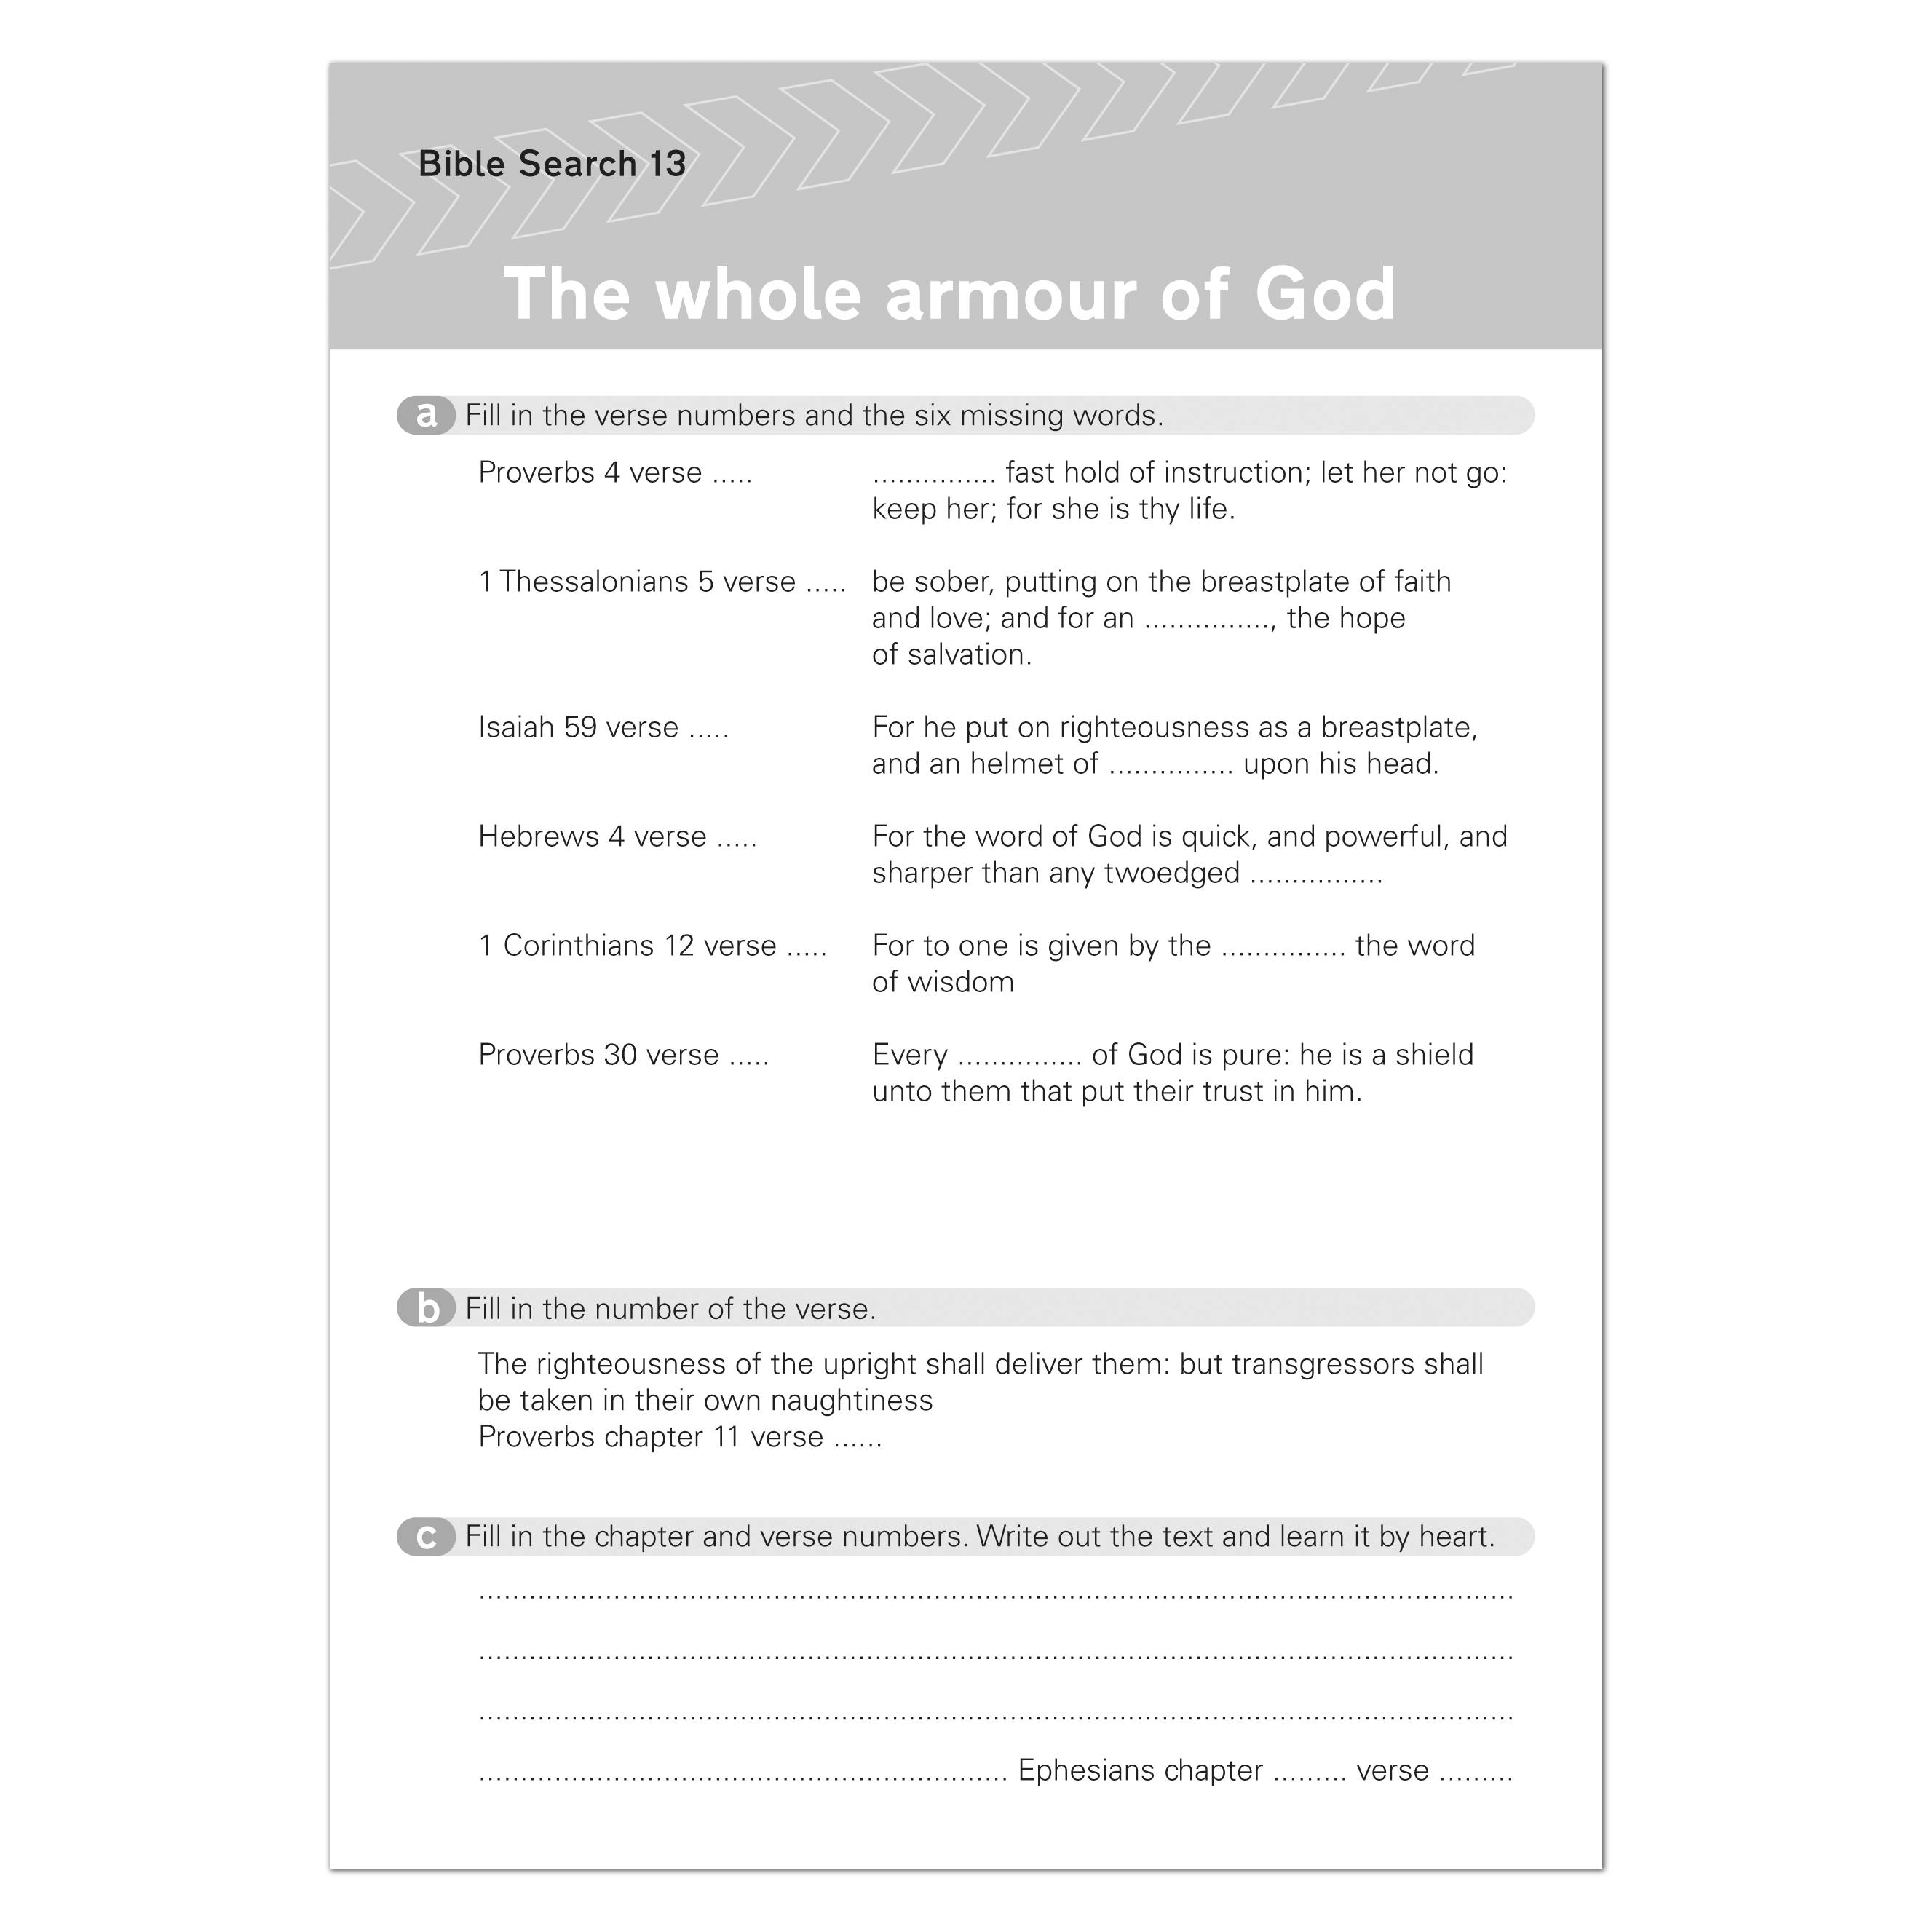 Bible Search 13
The whole armour of God
a Fill in the verse numbers and the six missing words.
Proverbs 4 verse ..... ............... fast hold of instruction; let her not go:
keep her; for she is thy life.
1 Thessalonians 5 verse ..... be sober, putting on the breastplate of faith
and love; and for an ..............., the hope
of salvation.
Isaiah 59 verse ..... For he put on righteousness as a breastplate,
and an helmet of ............... upon his head.
Hebrews 4 verse ..... For the word of God is quick, and powerful, and
sharper than any twoedged ................
1 Corinthians 12 verse ..... For to one is given by the ............... the word
of wisdom
Proverbs 30 verse ..... Every ............... of God is pure: he is a shield
unto them that put their trust in him.
b Fill in the number of the verse.
The righteousness of the upright shall deliver them: but transgressors shall
be taken in their own naughtiness
Proverbs chapter 11 verse ......
c Fill in the chapter and verse numbers. Write out the text and learn it by heart.
............................................................................................................................
............................................................................................................................
............................................................................................................................
............................................................... Ephesians chapter ......... verse .........